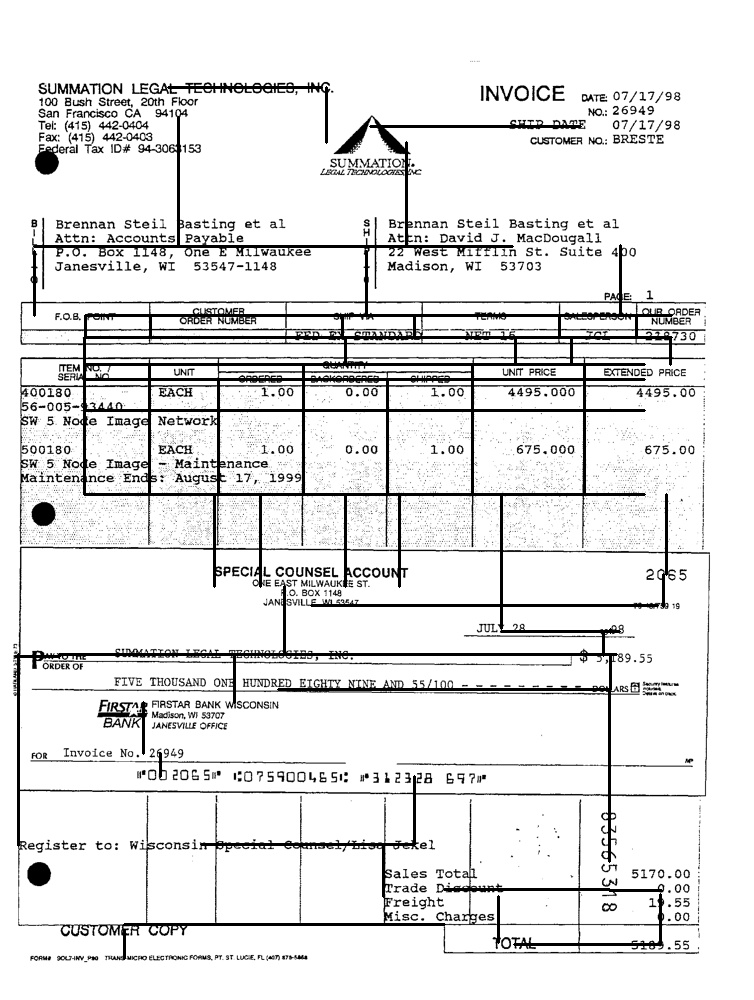 SUMMATION LEGAL TECHNOLOGIES, INC.
100 Bush Street, 20th Floor
San Francisco CA 94104
Tel: (415) 442-0404
Fax: (415) 442-0403
Federal Tax ID# 94-3063153
INVOICE DATE: 07/17/98
NO.: 26949
SHIP DATE 07/17/98
CUSTOMER NO.: BRESTE
SUMMATION
LEGAL TECHNOLOGIES, INC.
BILL TO
Brennan Steil Basting et al
Attn: Accounts Payable
P.O. Box 1148, One E Milwaukee
Janesville, WI 53547-1148
SH
Brennan Steil Basting et al
Attn: David J. MacDougall
22 West Mifflin St. Suite 400
Madison, WI 53703
PAGE: 1
F.O.B. POINT CUSTOMER ORDER NUMBER SHIP VIA TERMS SALESPERSON OUR ORDER NUMBER
FED EX STANDARD NET 15 JCL 218730
ITEM NO. / SERIAL NO. UNIT QUANTITY UNIT PRICE EXTENDED PRICE
ORDERED BACKORDERED SHIPPED
400180 EACH 1.00 0.00 1.00 4495.000 4495.00
56-005-93440
SW 5 Node Image Network
500180 EACH 1.00 0.00 1.00 675.000 675.00
SW 5 Node Image - Maintenance
Maintenance Ends: August 17, 1999
SPECIAL COUNSEL ACCOUNT 2065
ONE EAST MILWAUKEE ST.
P.O. BOX 1148
JANESVILLE, WI 53547
JULY 28 98
PAY TO THE ORDER OF SUMMATION LEGAL TECHNOLOGIES, INC. $ 5,189.55
FIVE THOUSAND ONE HUNDRED EIGHTY NINE AND 55/100 - - - - - - - - - DOLLARS
FIRSTAR BANK
FIRSTAR BANK WISCONSIN
Madison, WI 53707
JANESVILLE OFFICE
FOR Invoice No. 26949
⑈002065⑈ ⑆075900465⑆ ⑈312328 697⑈
83565318
Register to: Wisconsin Special Counsel/Lisa Jekel
Sales Total 5170.00
Trade Discount 0.00
Freight 19.55
Misc. Charges 0.00
CUSTOMER COPY
TOTAL 5189.55
FORM# SOL7-INV_P90 TRANS-MICRO ELECTRONIC FORMS, PT. ST. LUCIE, FL (407) 878-5868